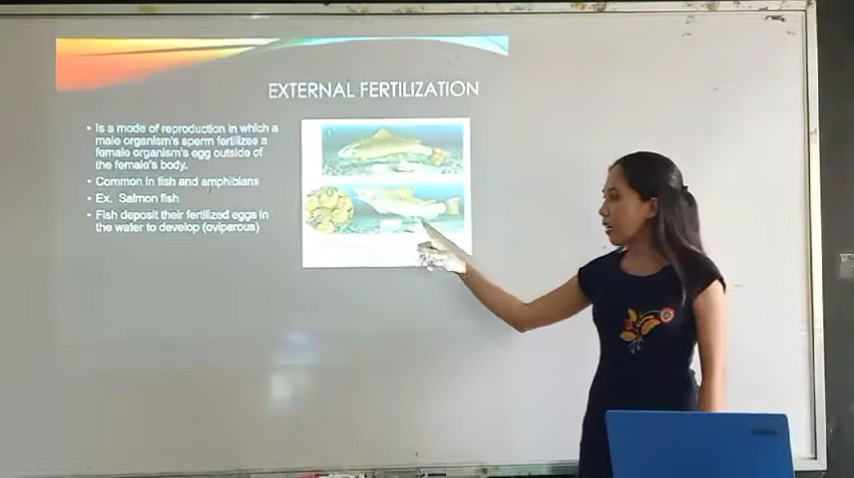 EXTERNAL FERTILIZATION
• Is a mode of reproduction in which a
male organism's sperm fertilizes a
female organism's egg outside of
the female's body.
• Common in fish and amphibians
• Ex. Salmon fish
• Fish deposit their fertilized eggs in
the water to develop (oviparous)